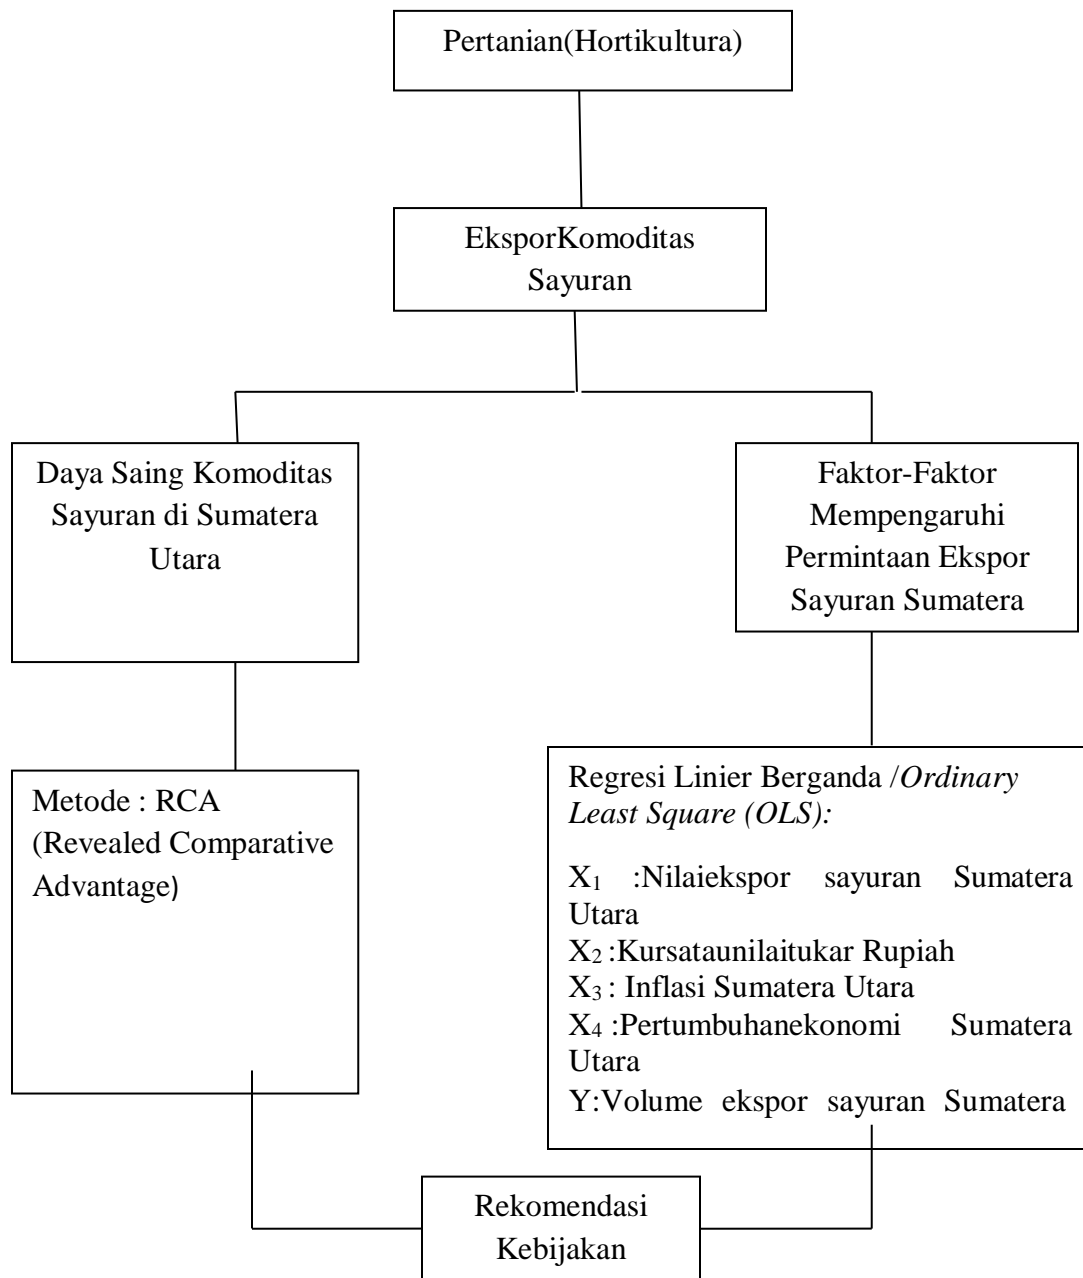 Pertanian(Hortikultura)
EksporKomoditas
Sayuran
Daya Saing Komoditas
Sayuran di Sumatera
Utara
Faktor-Faktor
Mempengaruhi
Permintaan Ekspor
Sayuran Sumatera
Metode : RCA
(Revealed Comparative
Advantage)
Regresi Linier Berganda /Ordinary
Least Square (OLS):
X₁ :Nilaiekspor sayuran Sumatera
Utara
X₂ :Kursataunilaitukar Rupiah
X₃ : Inflasi Sumatera Utara
X₄ :Pertumbuhanekonomi Sumatera
Utara
Y:Volume ekspor sayuran Sumatera
Rekomendasi
Kebijakan